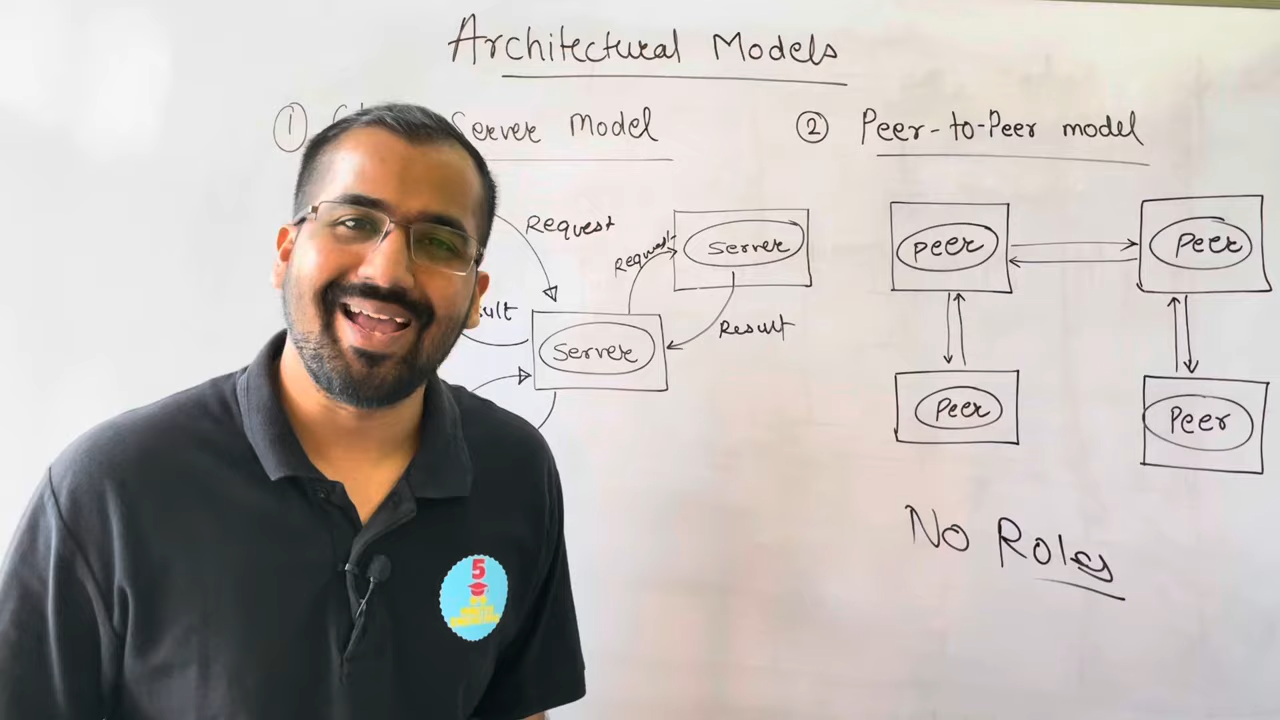 Architectural Models
① Server Model
② Peer-to-Peer model
Request
Request
Server
sult
Result
Server
Peer
Peer
Peer
Peer
No Roles
5